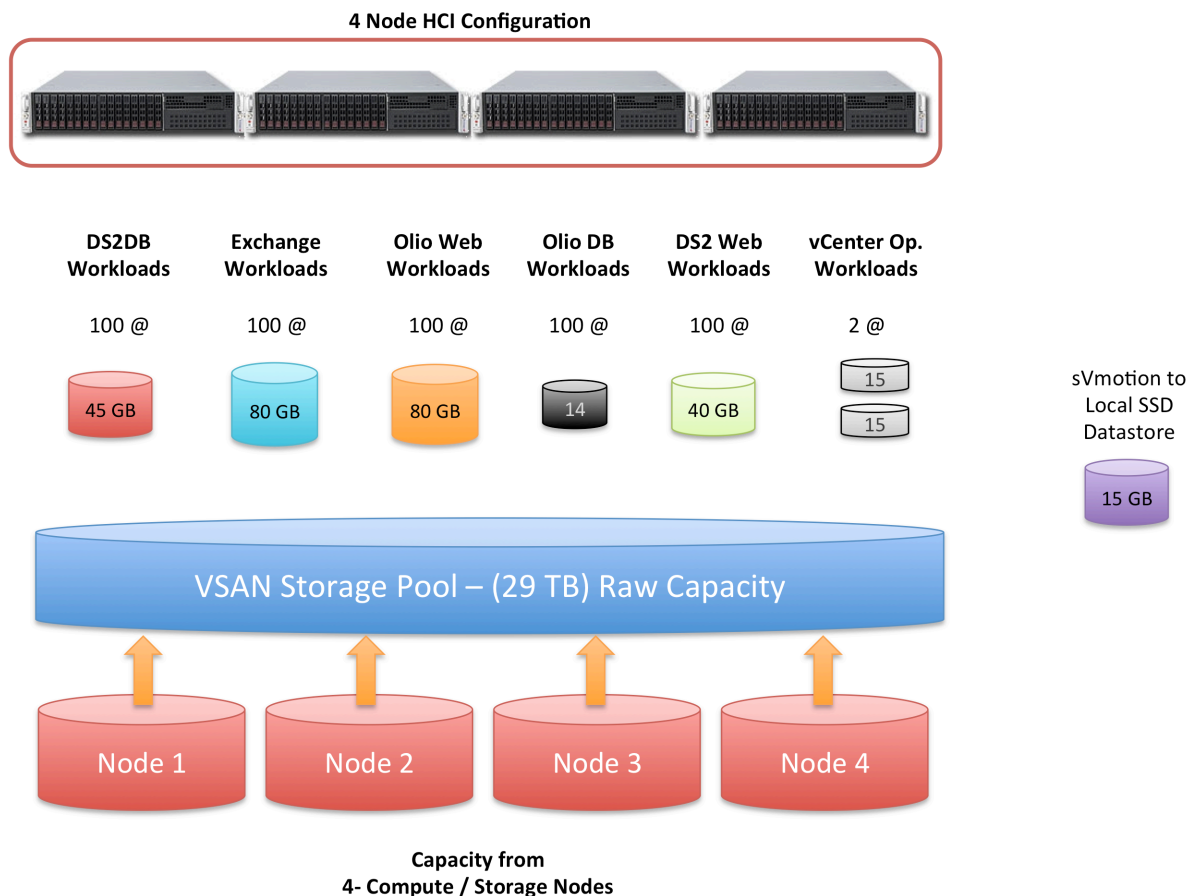 4 Node HCI Configuration
DS2DB
Workloads
Exchange
Workloads
Olio Web
Workloads
Olio DB
Workloads
DS2 Web
Workloads
vCenter Op.
Workloads
100 @
100 @
100 @
100 @
100 @
2 @
45 GB
80 GB
80 GB
14
40 GB
15
15
sVmotion to
Local SSD
Datastore
15 GB
VSAN Storage Pool – (29 TB) Raw Capacity
Node 1
Node 2
Node 3
Node 4
Capacity from
4- Compute / Storage Nodes